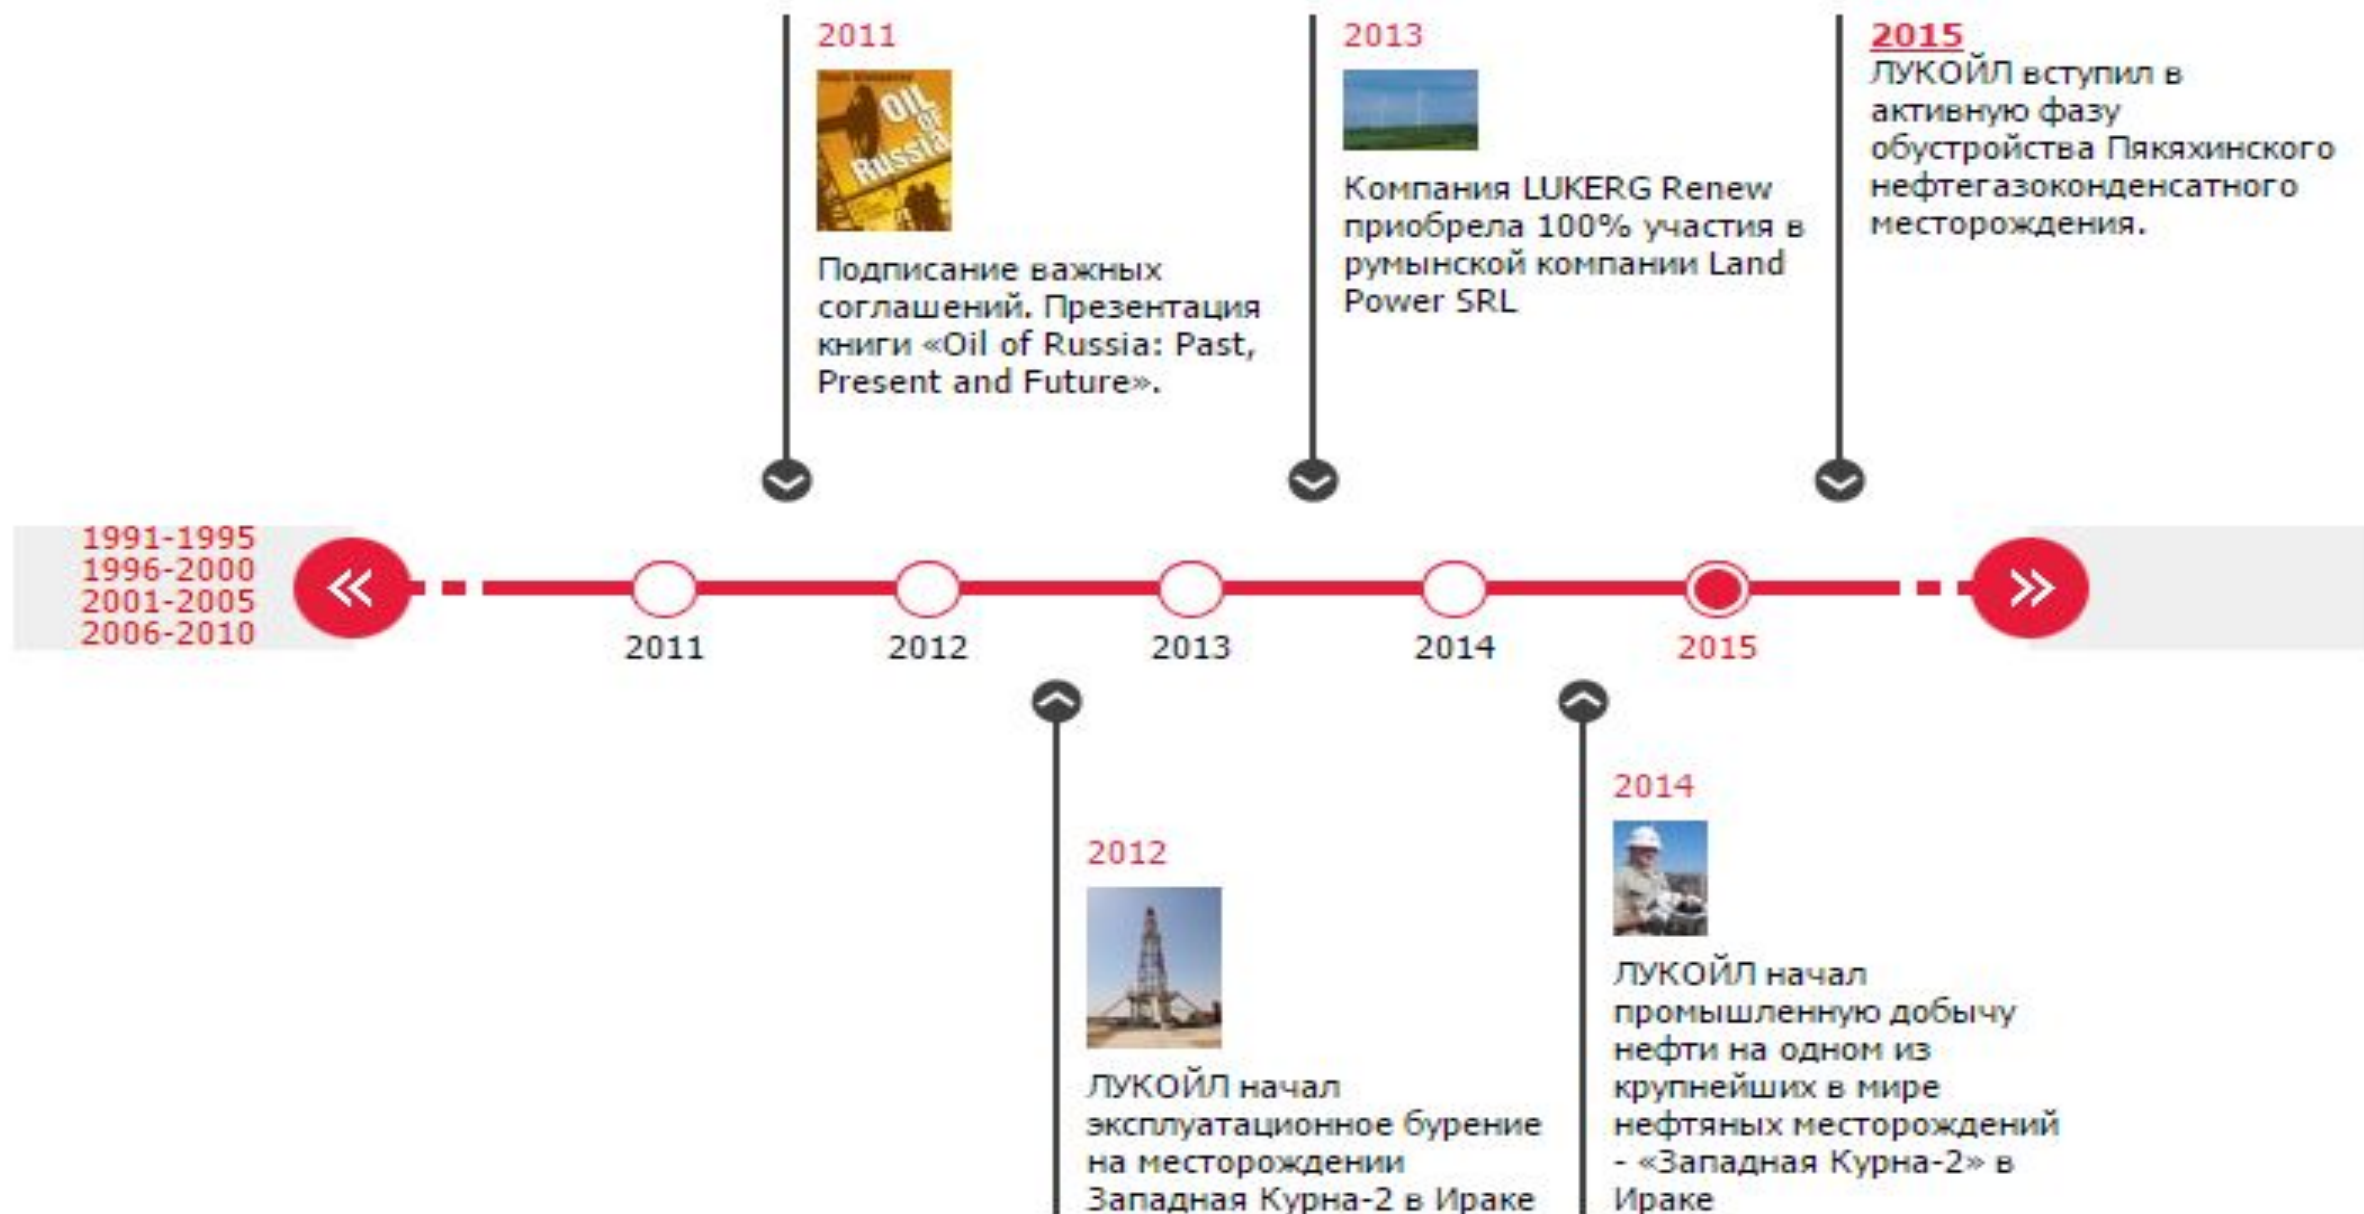 2011
OIL
OF
Russia
Подписание важных
соглашений. Презентация
книги «Oil of Russia: Past,
Present and Future».
2013
Компания LUKERG Renew
приобрела 100% участия в
румынской компании Land
Power SRL
2015
ЛУКОЙЛ вступил в
активную фазу
обустройства Пякяхинского
нефтегазоконденсатного
месторождения.
1991-1995
1996-2000
2001-2005
2006-2010
2011
2012
2013
2014
2015
2012
ЛУКОЙЛ начал
эксплуатационное бурение
на месторождении
Западная Курна-2 в Ираке
2014
ЛУКОЙЛ начал
промышленную добычу
нефти на одном из
крупнейших в мире
нефтяных месторождений
- «Западная Курна-2» в
Ираке